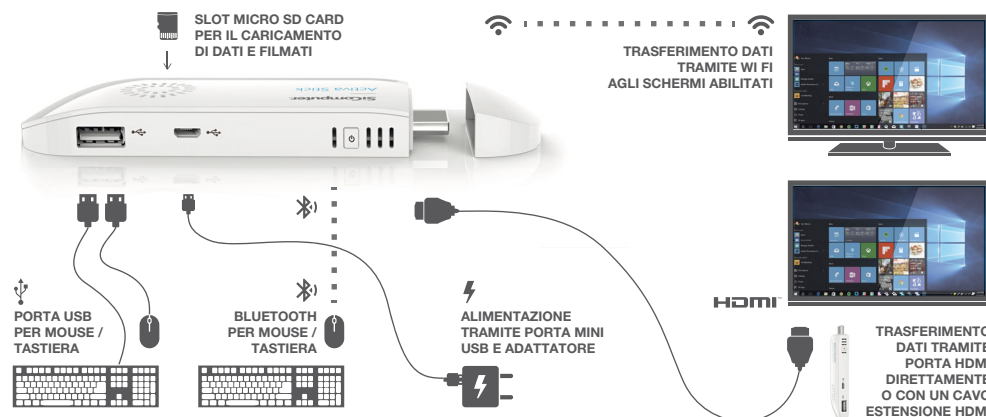 SLOT MICRO SD CARD
PER IL CARICAMENTO
DI DATI E FILMATI
TRASFERIMENTO DATI
TRAMITE WI FI
AGLI SCHERMI ABILITATI
SiComputer
Activa Stick
PORTA USB
PER MOUSE /
TASTIERA
BLUETOOTH
PER MOUSE /
TASTIERA
ALIMENTAZIONE
TRAMITE PORTA MINI
USB E ADATTATORE
HDMI
TRASFERIMENTO
DATI TRAMITE
PORTA HDMI
DIRETTAMENTE
O CON UN CAVO
ESTENSIONE HDMI